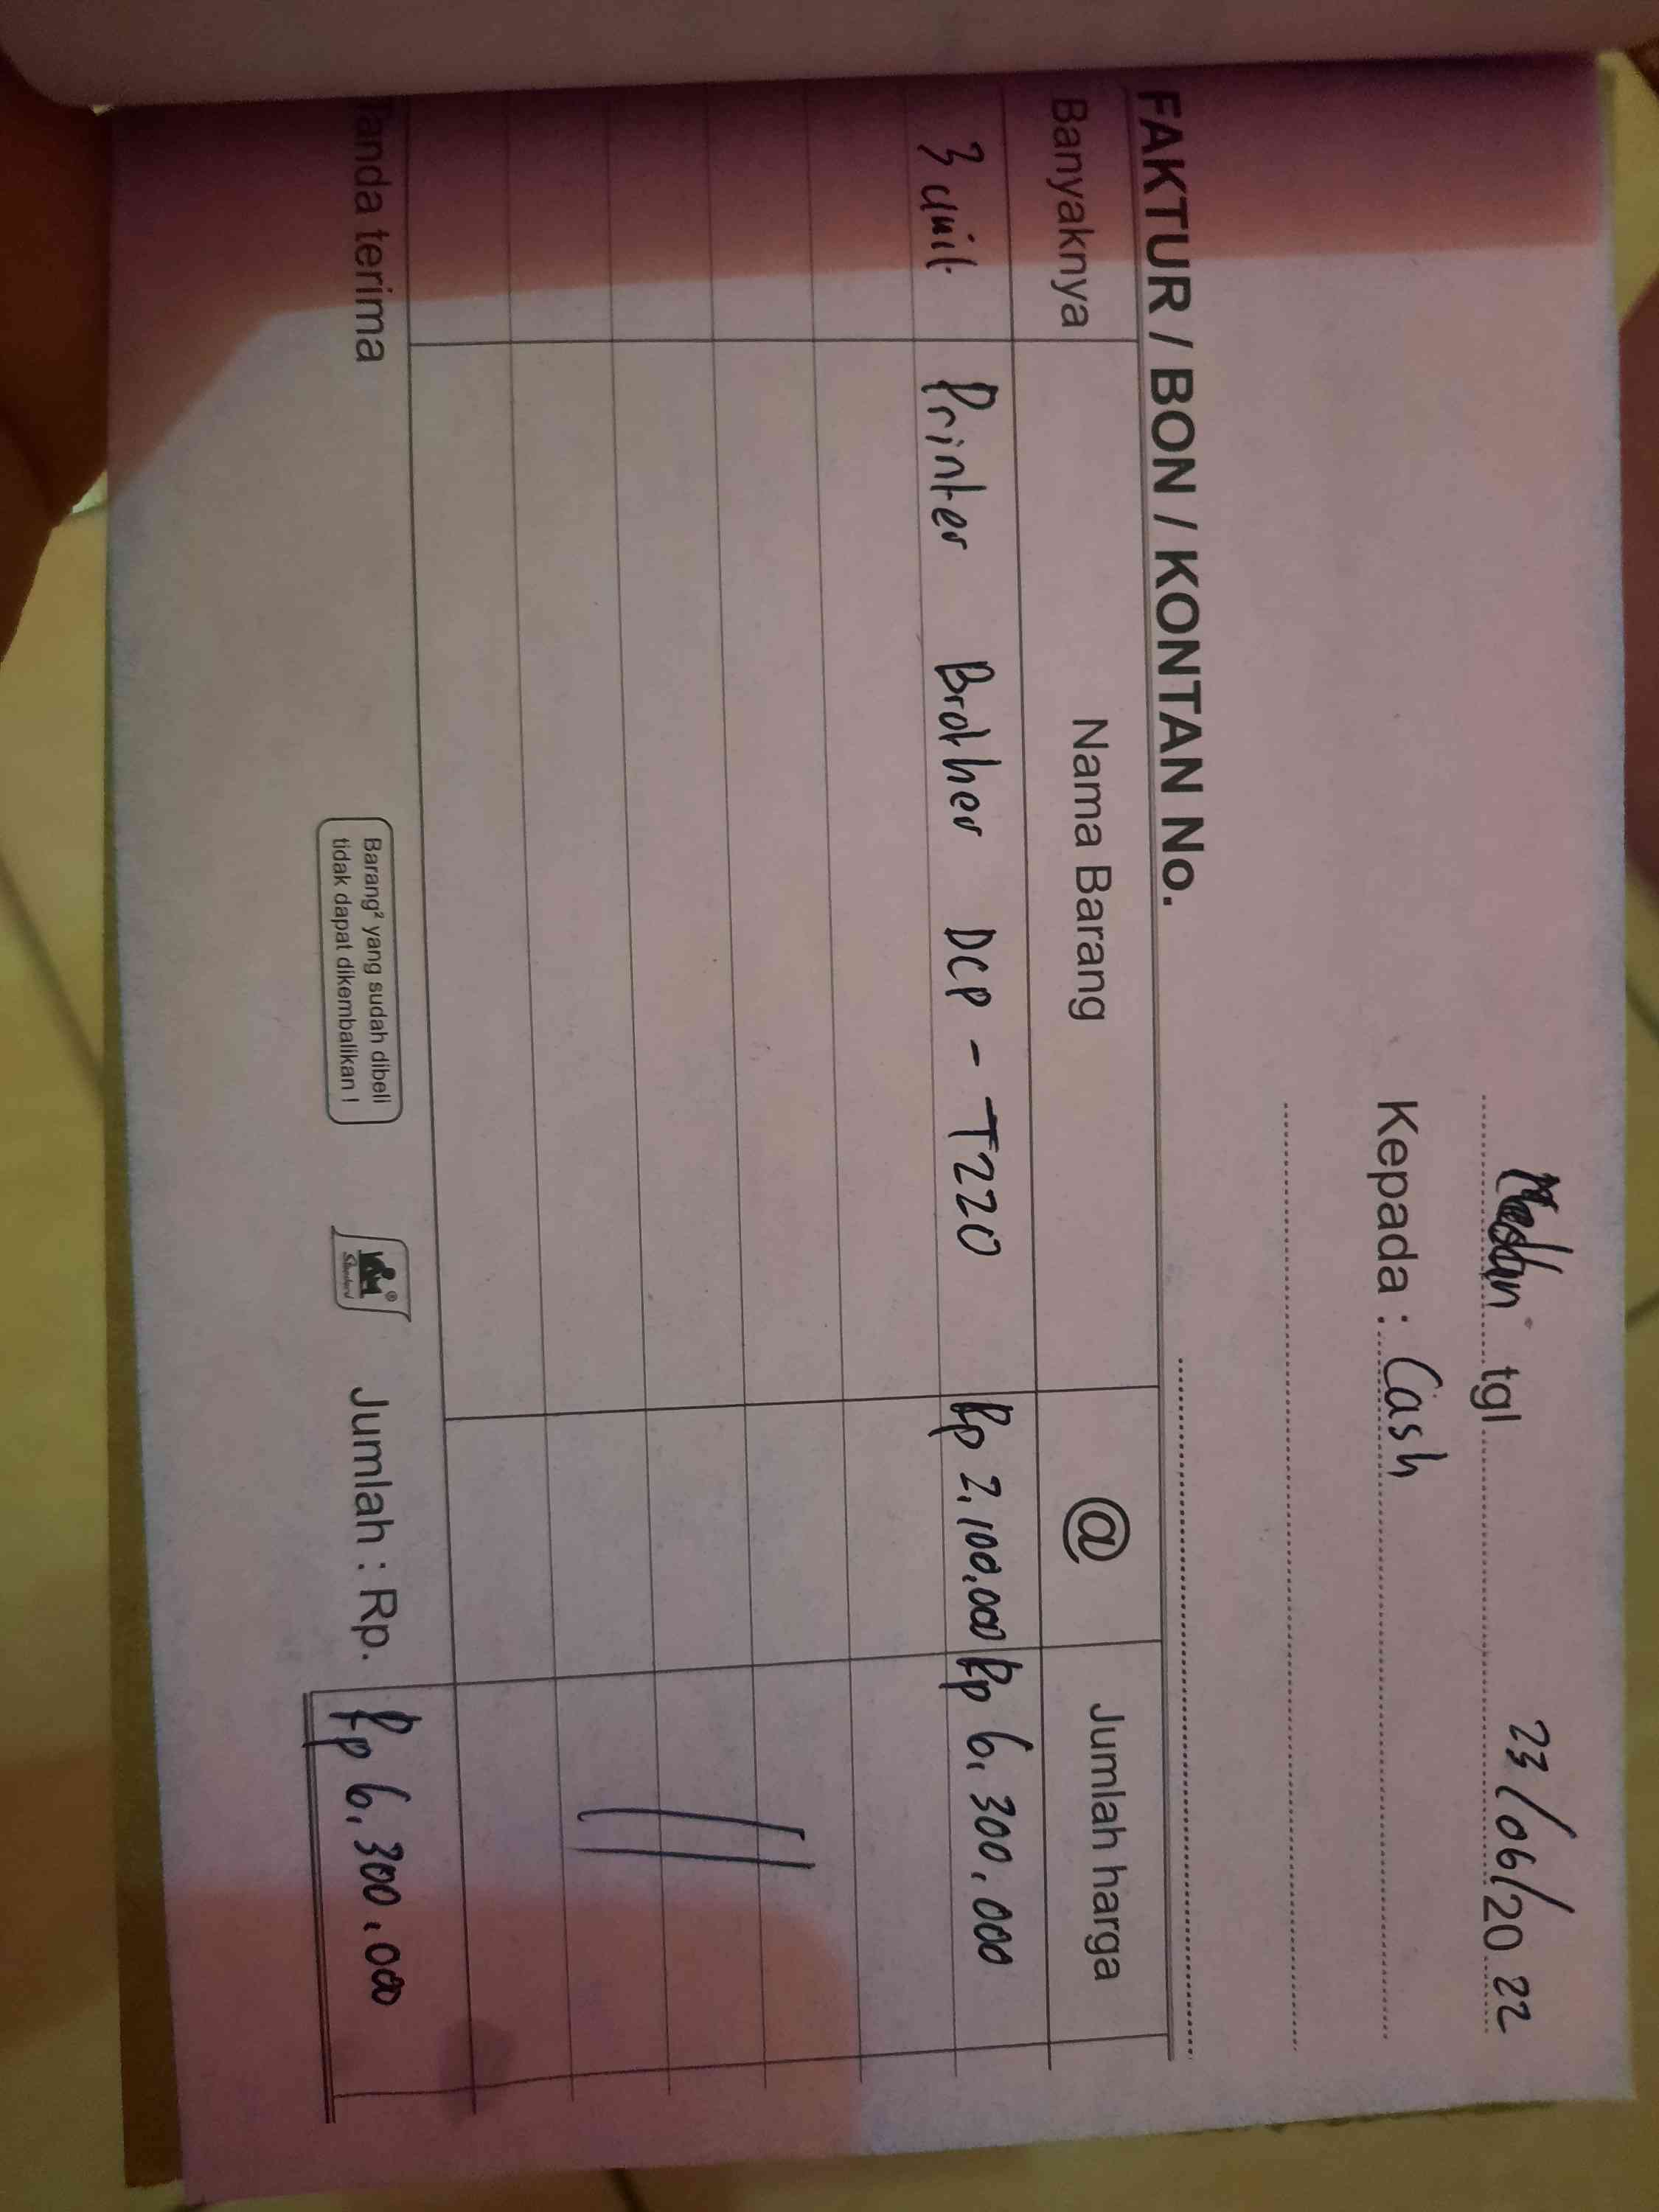 Medan tgl 23/06/2022
Kepada : Cash
FAKTUR / BON / KONTAN No.
Banyaknya Nama Barang @ Jumlah harga
3 unit Printer Brother DCP - T220 Rp 2.100.000 Rp 6.300.000
Tanda terima
Barang² yang sudah dibeli
tidak dapat dikembalikan !
Jumlah : Rp. Rp 6.300.000